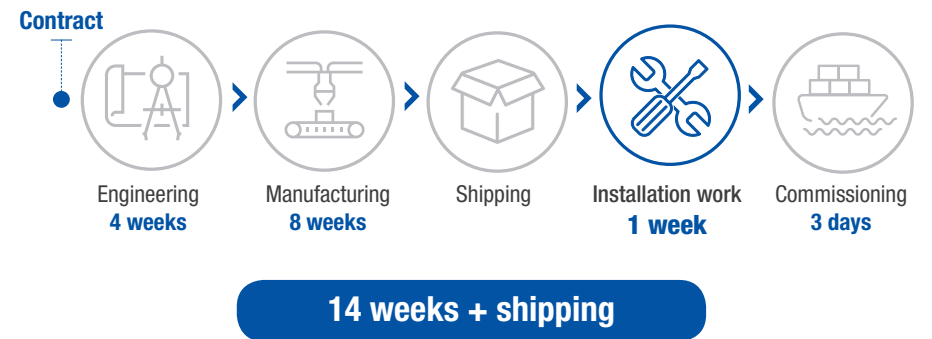 Contract
Engineering
4 weeks
Manufacturing
8 weeks
Shipping
Installation work
1 week
Commissioning
3 days
14 weeks + shipping